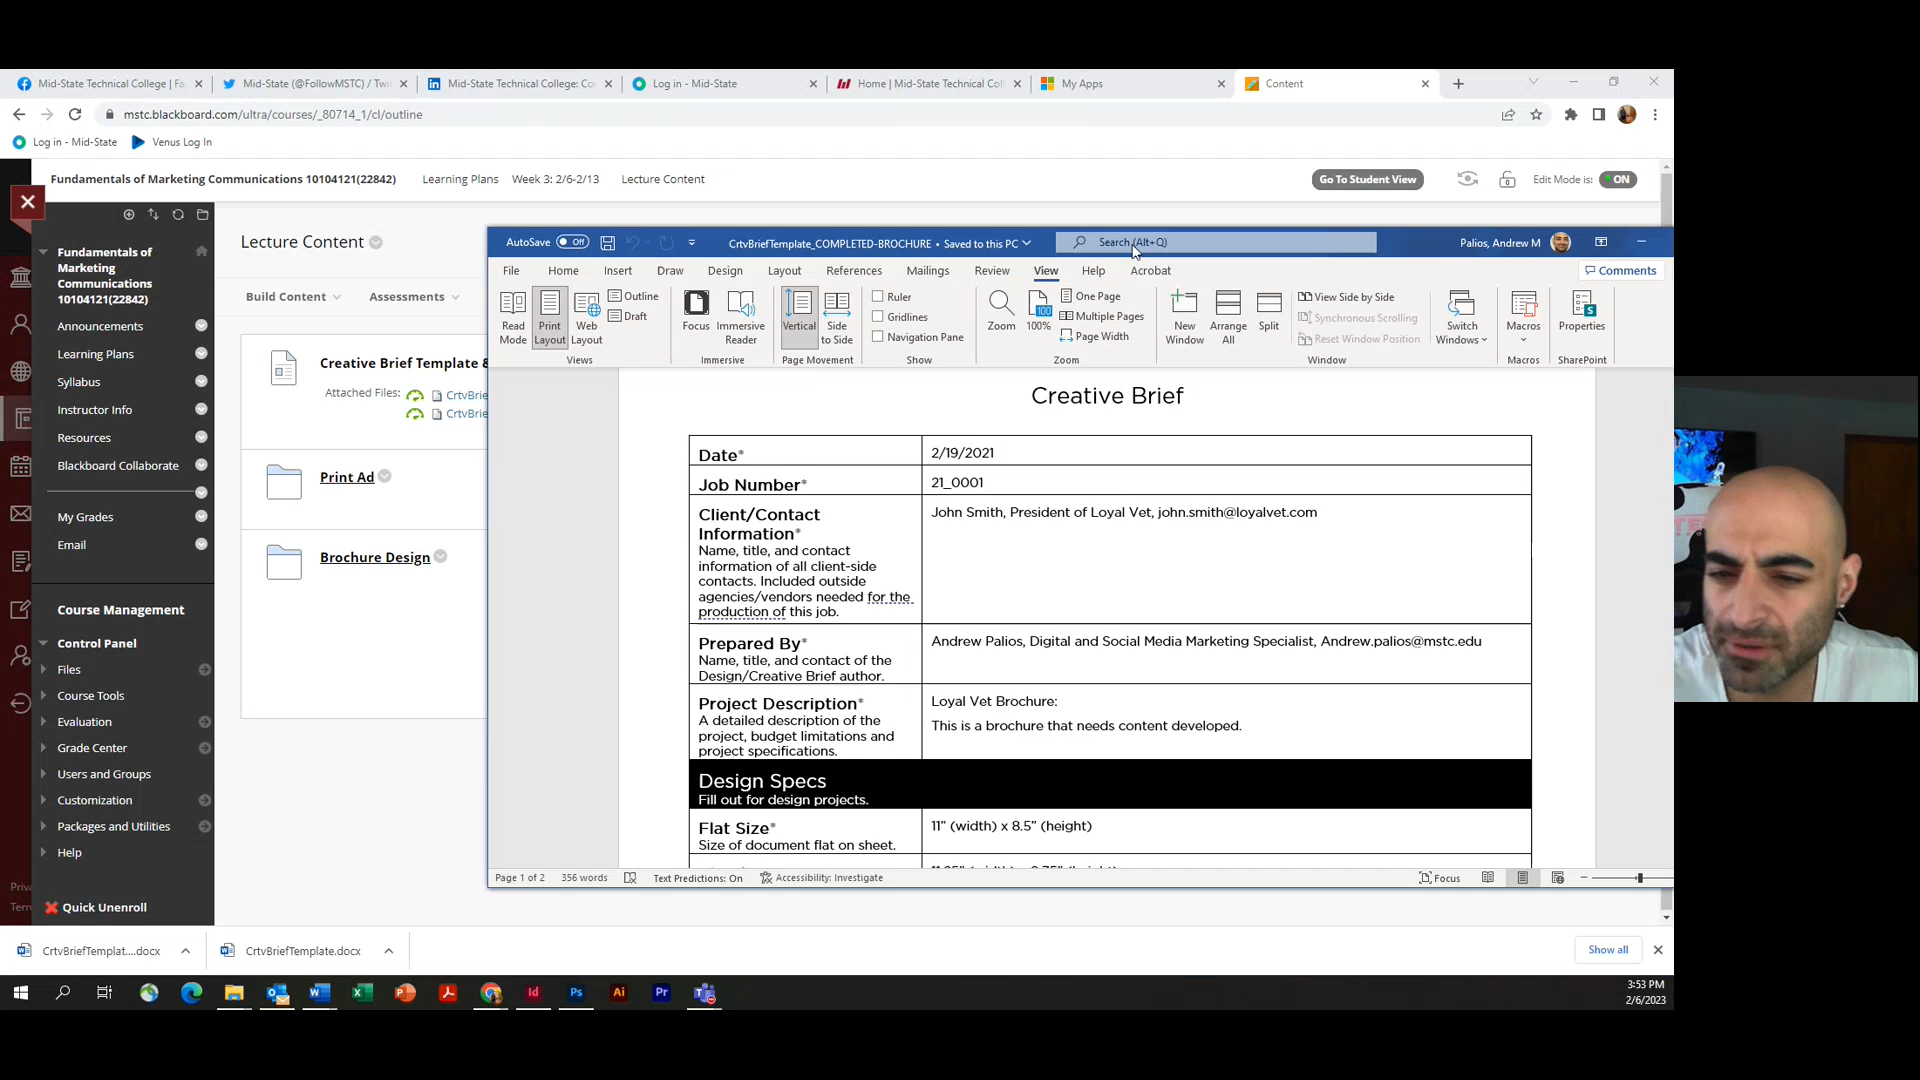 Mid-State Technical College | Fa
Mid-State (@FollowMSTC) / Twit
Mid-State Technical College: Co
Log in - Mid-State
Home | Mid-State Technical Coll
My Apps
Content
mstc.blackboard.com/ultra/courses/_80714_1/cl/outline
Log in - Mid-State
Venus Log In
Fundamentals of Marketing Communications 10104121(22842)
Learning Plans
Week 3: 2/6-2/13
Lecture Content
Go To Student View
Edit Mode is:
ON
Fundamentals of
Marketing
Communications
10104121(22842)
Announcements
Learning Plans
Syllabus
Instructor Info
Resources
Blackboard Collaborate
My Grades
Email
Course Management
Control Panel
Files
Course Tools
Evaluation
Grade Center
Users and Groups
Customization
Packages and Utilities
Help
Quick Unenroll
Priva
Term
Lecture Content
Build Content
Assessments
Creative Brief Template &
Attached Files:
CrtvBrie
CrtvBrie
Print Ad
Brochure Design
AutoSave
Off
CrtvBriefTemplate_COMPLETED-BROCHURE • Saved to this PC
Search (Alt+Q)
Palios, Andrew M
File
Home
Insert
Draw
Design
Layout
References
Mailings
Review
View
Help
Acrobat
Comments
Read Mode
Print Layout
Web Layout
Outline
Draft
Views
Focus
Immersive Reader
Immersive
Vertical
Side to Side
Page Movement
Ruler
Gridlines
Navigation Pane
Show
Zoom
100
100%
One Page
Multiple Pages
Page Width
Zoom
New Window
Arrange All
Split
View Side by Side
Synchronous Scrolling
Reset Window Position
Window
Switch Windows
Macros
Macros
Properties
SharePoint
Creative Brief
Date*
2/19/2021
Job Number*
21_0001
Client/Contact
Information*
Name, title, and contact
information of all client-side
contacts. Included outside
agencies/vendors needed for the
production of this job.
John Smith, President of Loyal Vet, john.smith@loyalvet.com
Prepared By*
Name, title, and contact of the
Design/Creative Brief author.
Andrew Palios, Digital and Social Media Marketing Specialist, Andrew.palios@mstc.edu
Project Description*
A detailed description of the
project, budget limitations and
project specifications.
Loyal Vet Brochure:
This is a brochure that needs content developed.
Design Specs
Fill out for design projects.
Flat Size*
Size of document flat on sheet.
11” (width) x 8.5” (height)
Page 1 of 2
356 words
Text Predictions: On
Accessibility: Investigate
Focus
CrtvBriefTemplat....docx
CrtvBriefTemplate.docx
Show all
Id
Ps
Ai
Pr
3:53 PM
2/6/2023